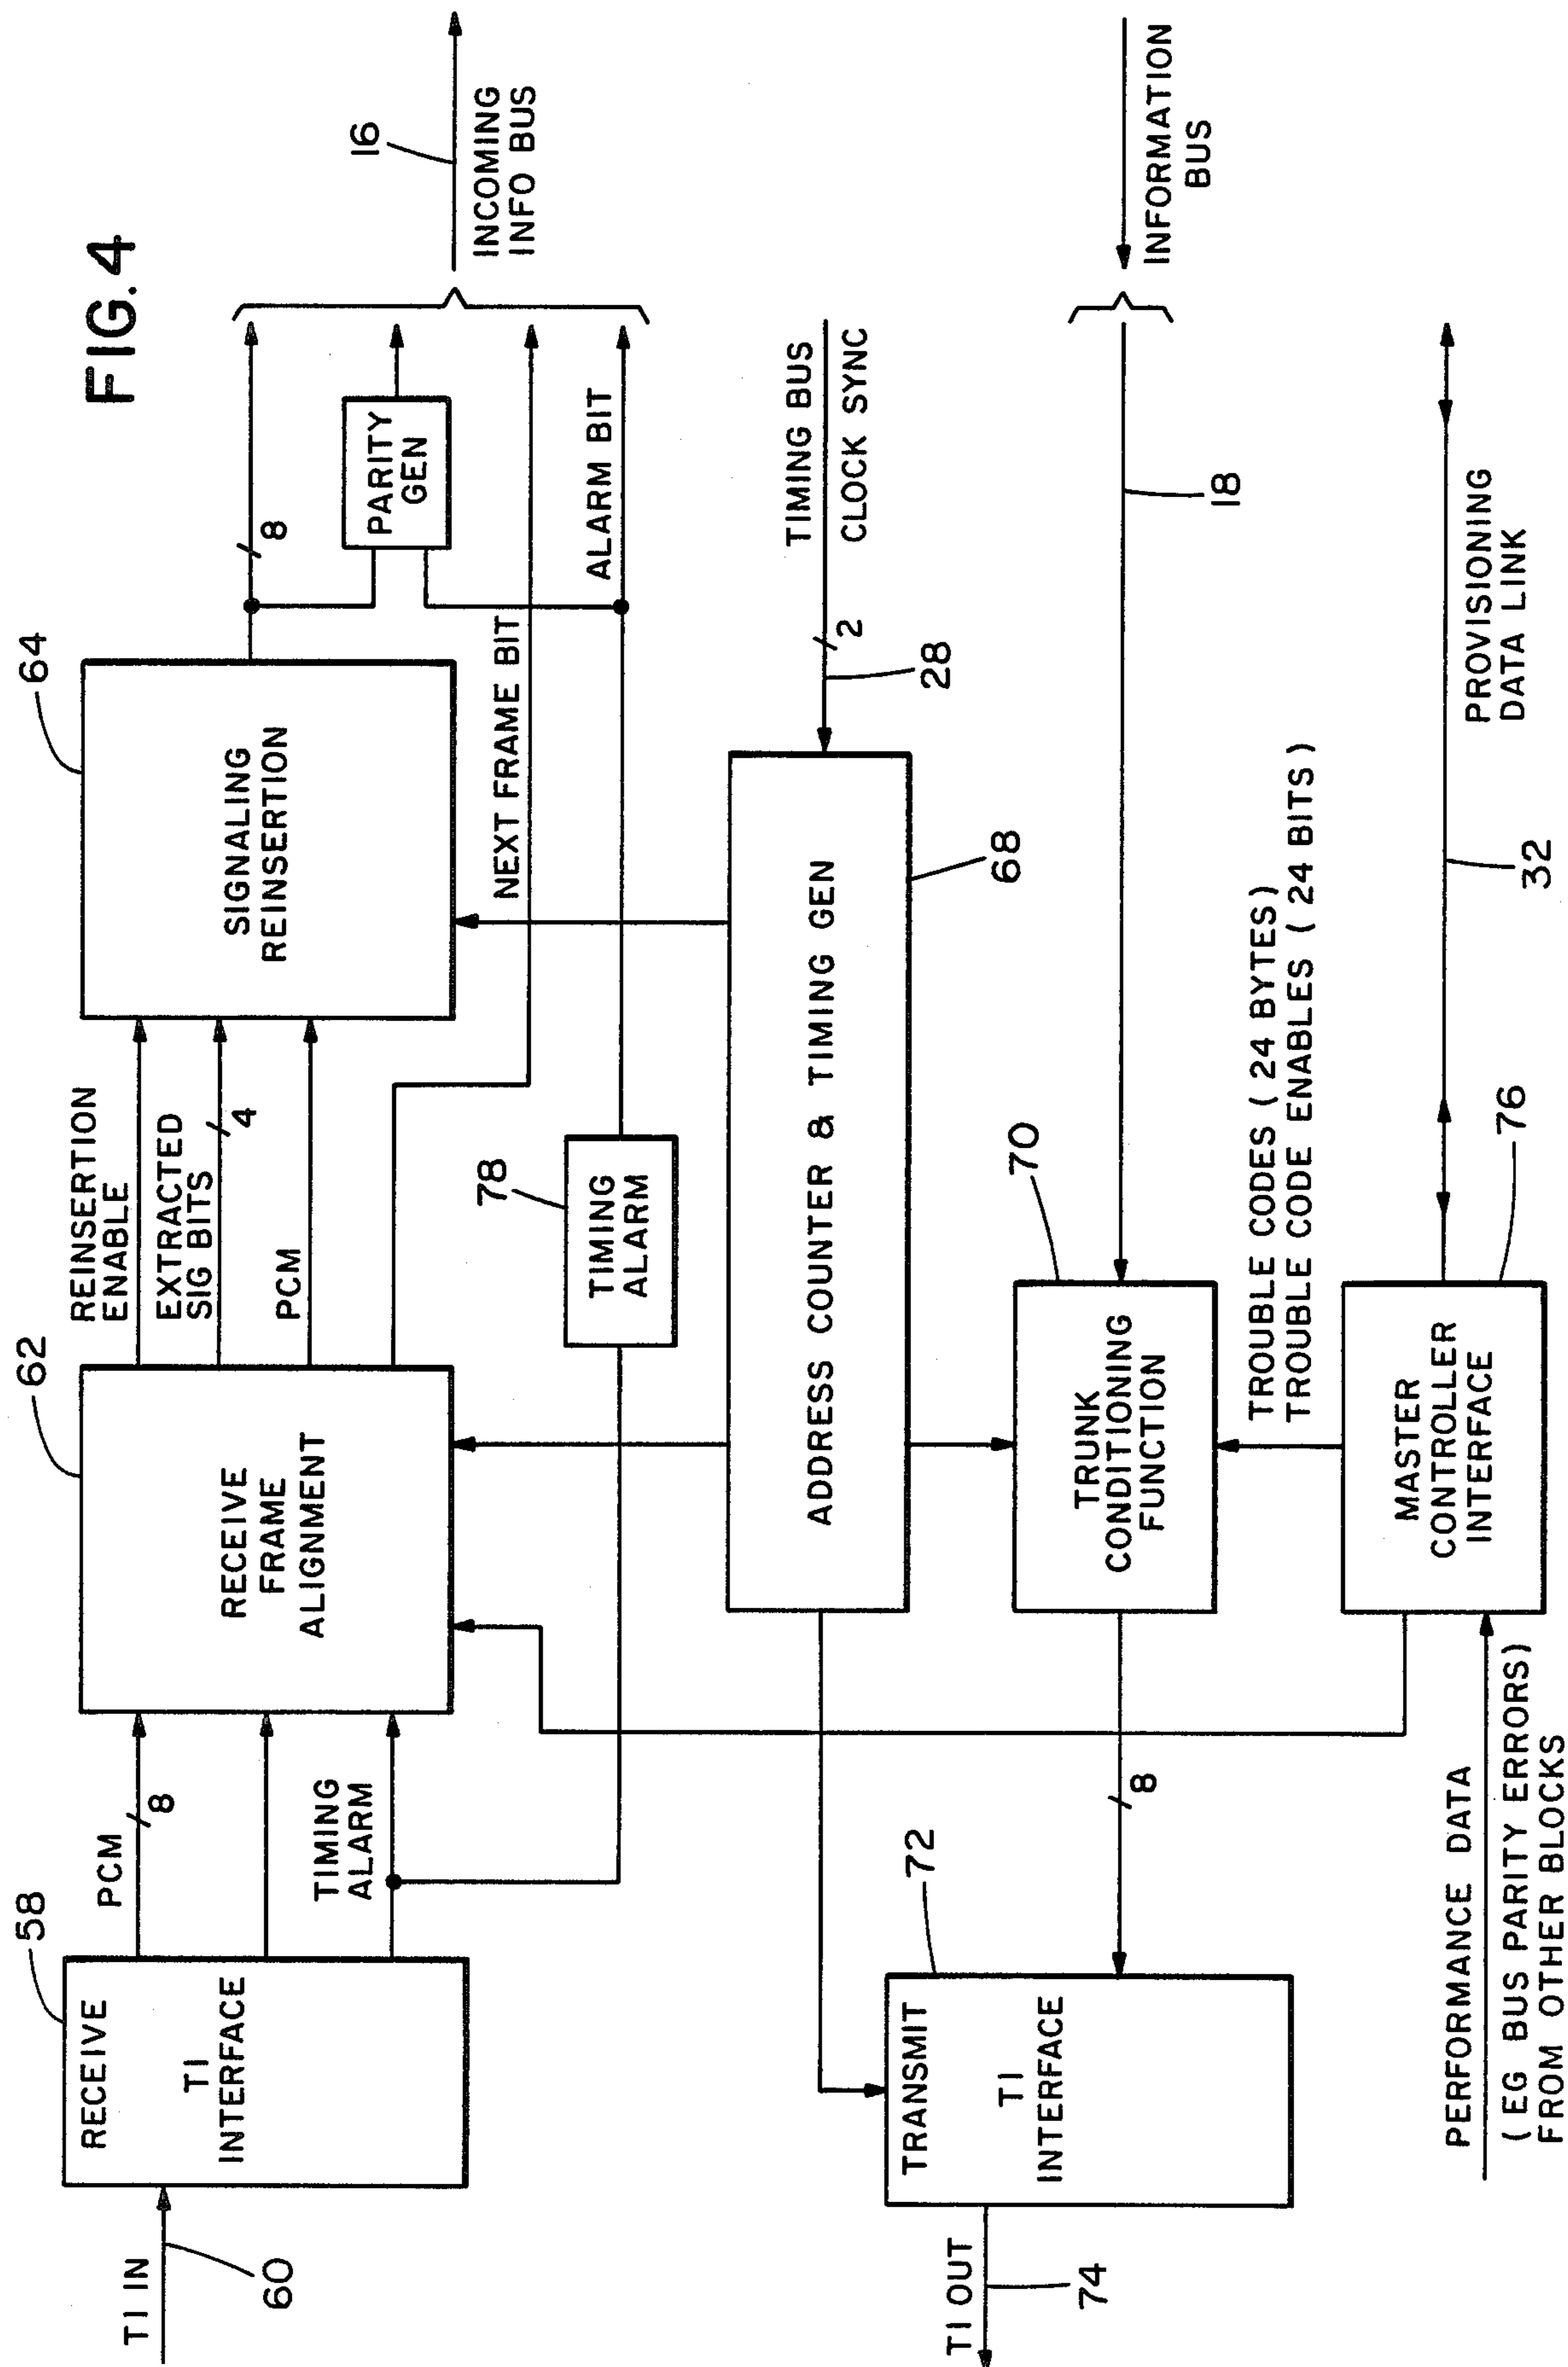 FIG. 4
T1 IN
60
58
RECEIVE
T1
INTERFACE
PCM
8
TIMING
ALARM
62
RECEIVE
FRAME
ALIGNMENT
REINSERTION
ENABLE
EXTRACTED
SIG BITS
4
PCM
64
SIGNALING
REINSERTION
8
PARITY
GEN
NEXT FRAME BIT
ALARM BIT
16
INCOMING
INFO BUS
78
TIMING
ALARM
ADDRESS COUNTER & TIMING GEN
68
TIMING BUS
CLOCK SYNC
2
28
T1 OUT
74
72
TRANSMIT
T1
INTERFACE
8
70
TRUNK
CONDITIONING
FUNCTION
18
INFORMATION
BUS
TROUBLE CODES (24 BYTES)
TROUBLE CODE ENABLES (24 BITS)
PERFORMANCE DATA
(EG BUS PARITY ERRORS)
FROM OTHER BLOCKS
MASTER
CONTROLLER
INTERFACE
76
32
PROVISIONING
DATA LINK